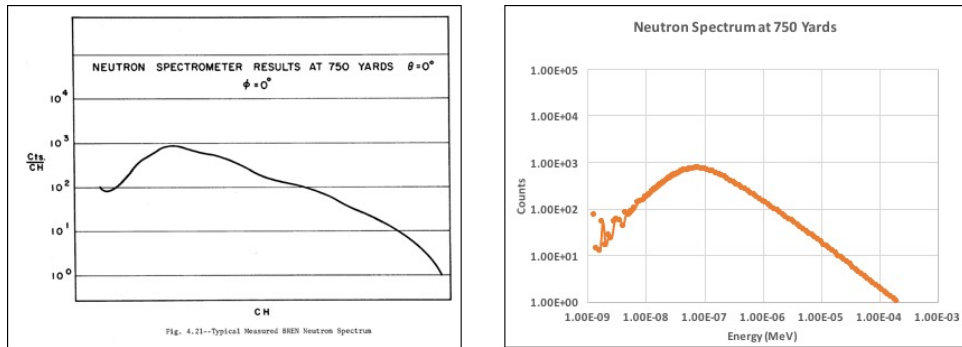 NEUTRON SPECTROMETER RESULTS AT 750 YARDS θ=0°
ϕ=0°
10⁴
10³
Cts.
CH
10²
10¹
10⁰
CH
Fig. 4.21--Typical Measured BREN Neutron Spectrum
Neutron Spectrum at 750 Yards
1.00E+05
1.00E+04
1.00E+03
1.00E+02
1.00E+01
1.00E+00
Counts
1.00E-09 1.00E-08 1.00E-07 1.00E-06 1.00E-05 1.00E-04 1.00E-03
Energy (MeV)